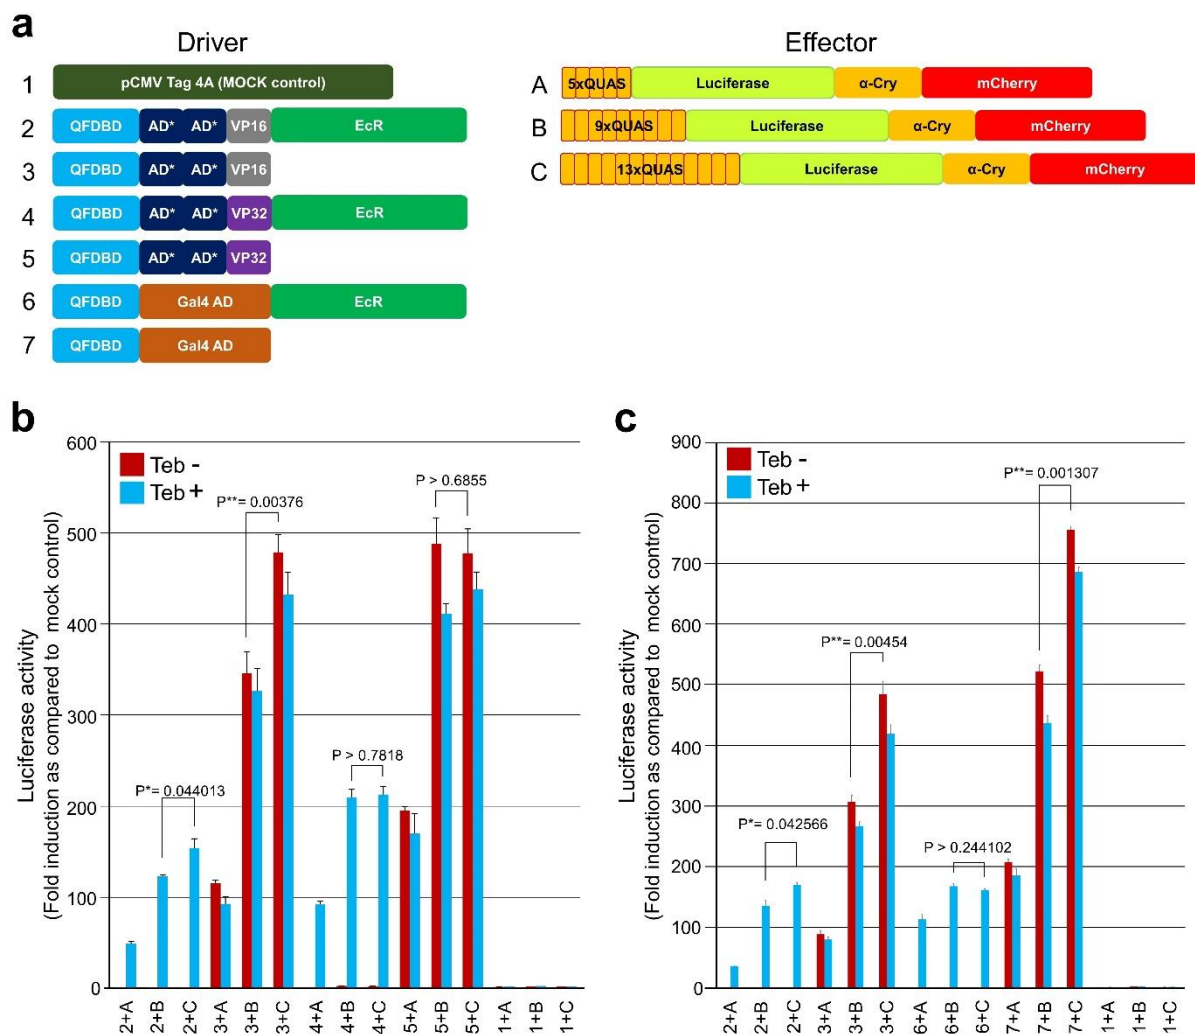 a
Driver
1 pCMV Tag 4A (MOCK control)
2 QFDBD AD* AD* VP16 EcR
3 QFDBD AD* AD* VP16
4 QFDBD AD* AD* VP32 EcR
5 QFDBD AD* AD* VP32
6 QFDBD Gal4 AD EcR
7 QFDBD Gal4 AD
Effector
A 5xQUAS Luciferase α-Cry mCherry
B 9xQUAS Luciferase α-Cry mCherry
C 13xQUAS Luciferase α-Cry mCherry
b
Luciferase activity
(Fold induction as compared to mock control)
600
500
400
300
200
100
0
Teb -
Teb +
P*= 0.044013
P**= 0.00376
P > 0.7818
P > 0.6855
2+A 2+B 2+C 3+A 3+B 3+C 4+A 4+B 4+C 5+A 5+B 5+C 1+A 1+B 1+C
c
Luciferase activity
(Fold induction as compared to mock control)
900
800
700
600
500
400
300
200
100
0
Teb -
Teb +
P*= 0.042566
P**= 0.00454
P > 0.244102
P**= 0.001307
2+A 2+B 2+C 3+A 3+B 3+C 6+A 6+B 6+C 7+A 7+B 7+C 1+A 1+B 1+C